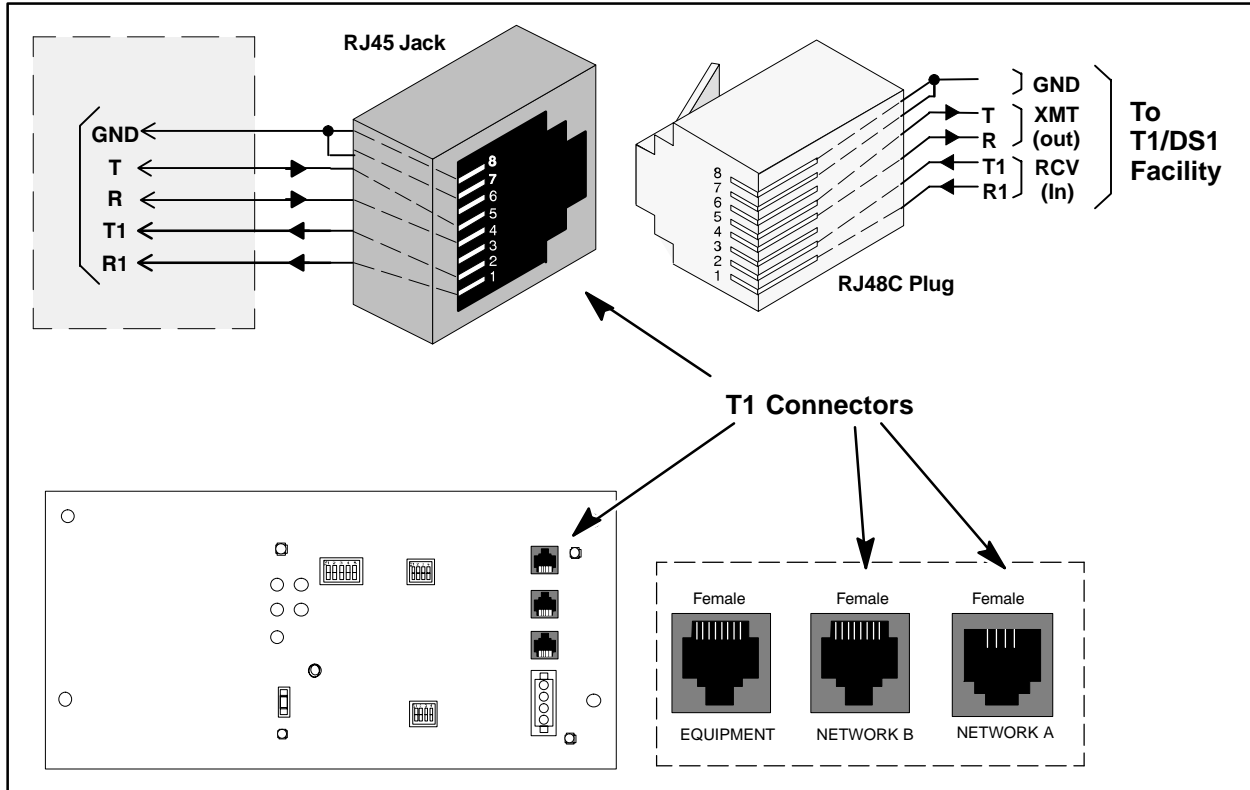 RJ45 Jack
GND
T
R
T1
R1
8
7
6
5
4
3
2
1
8
7
6
5
4
3
2
1
RJ48C Plug
GND
T XMT
R (out)
T1 RCV
R1 (In)
To
T1/DS1
Facility
T1 Connectors
Female Female Female
EQUIPMENT NETWORK B NETWORK A